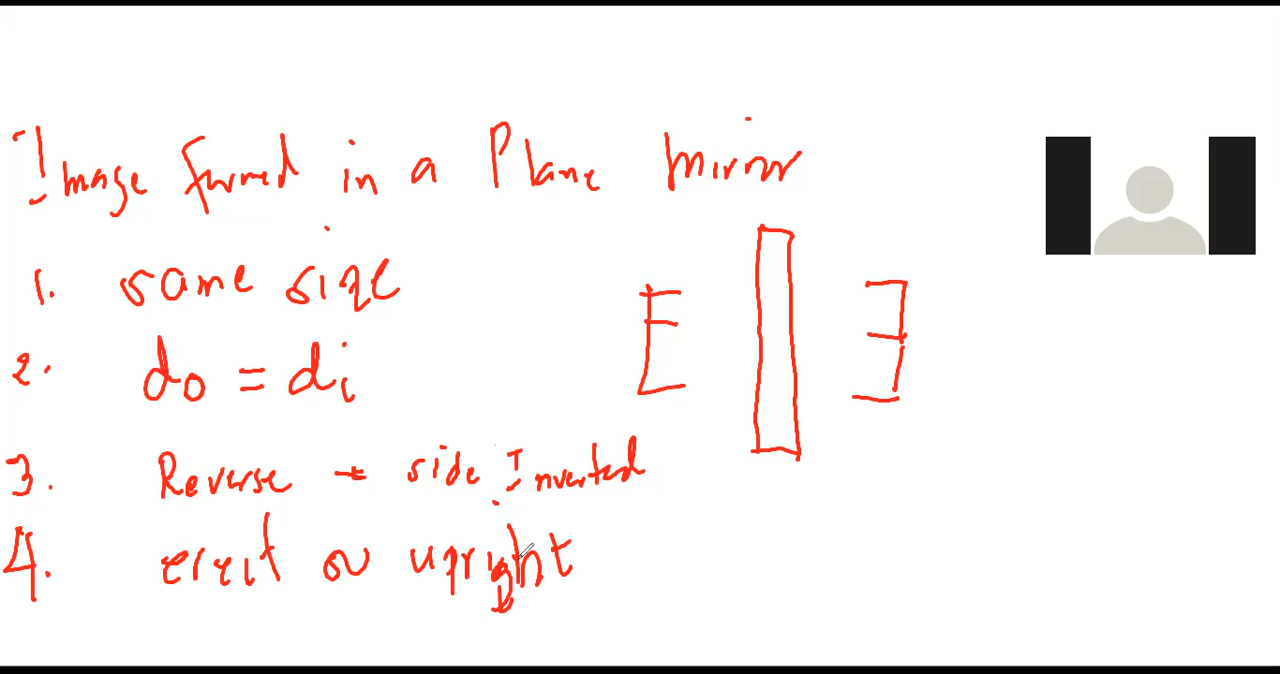 Image formed in a Plane mirror
1. same size
2. do = di
E Ǝ
3. Reverse → side Inverted
4. erect or upright